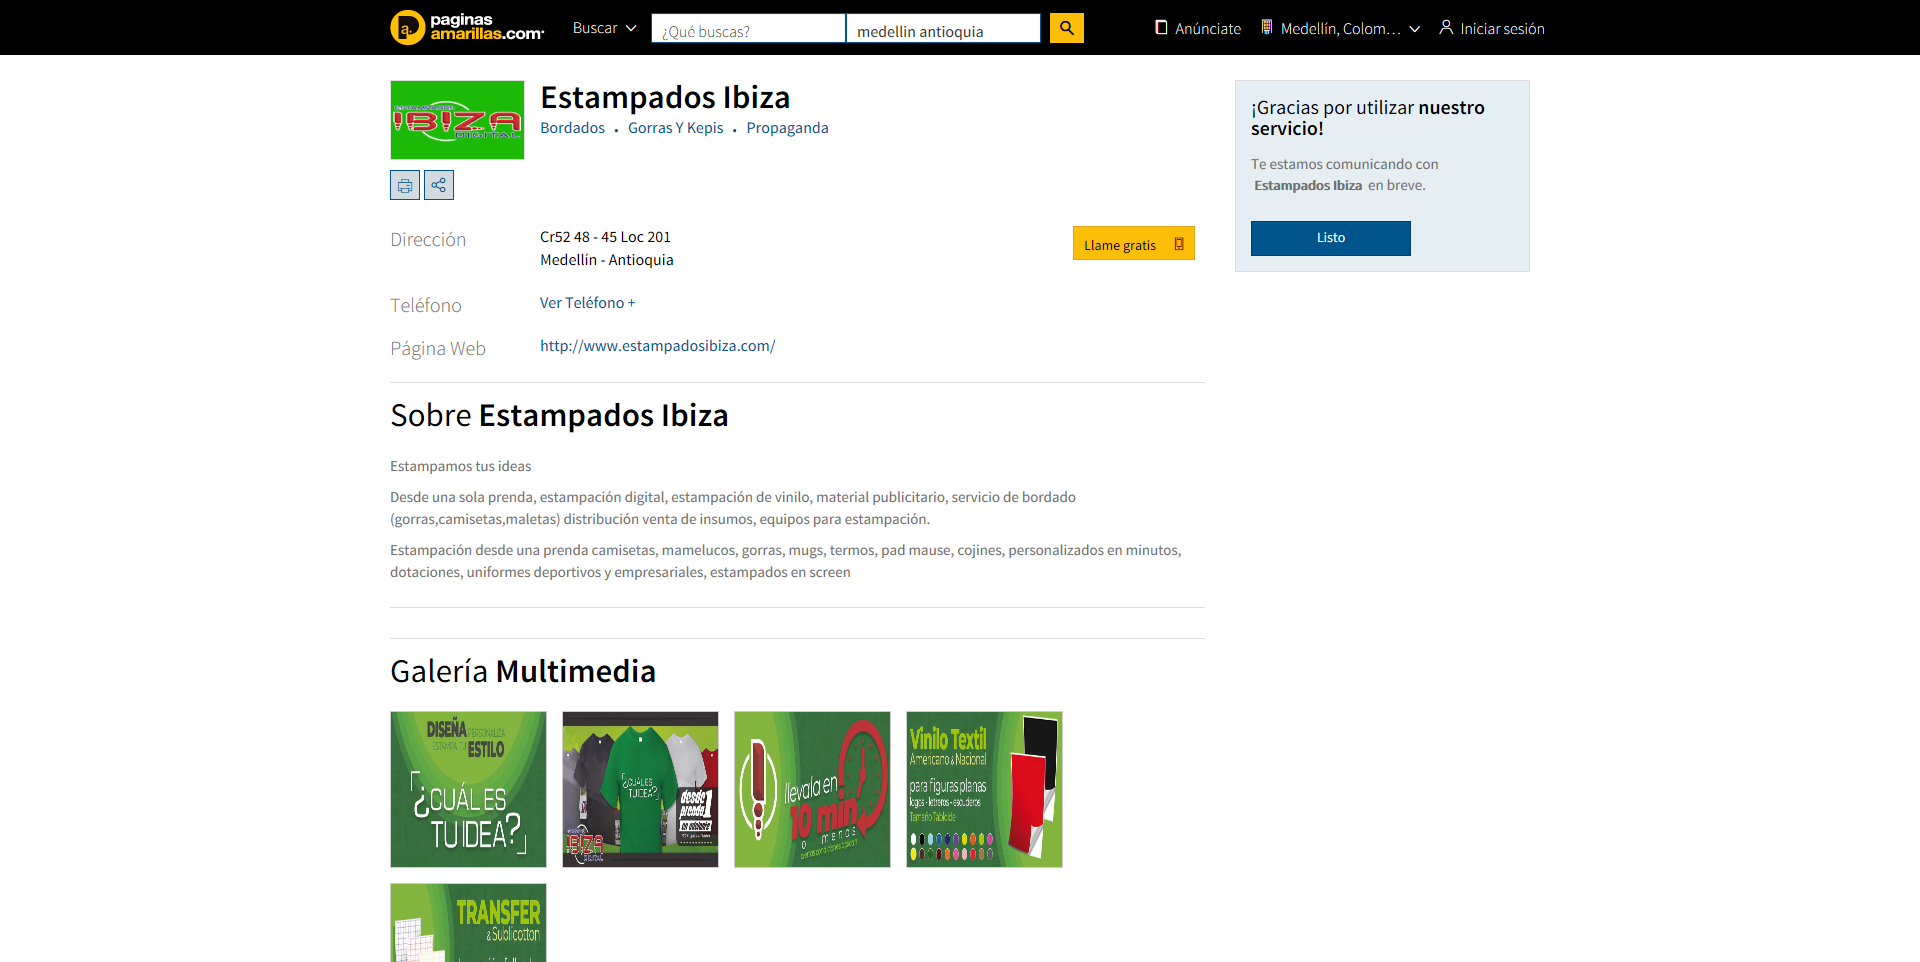 paginas
amarillas.com
Buscar
¿Qué buscas?
medellin antioquia
Anúnciate
Medellín, Colom...
Iniciar sesión
ESTAMPADOS
IBIZA
DIGITAL
Estampados Ibiza
Bordados • Gorras Y Kepis • Propaganda
¡Gracias por utilizar nuestro
servicio!
Te estamos comunicando con
Estampados Ibiza en breve.
Listo
Dirección
Cr52 48 - 45 Loc 201
Medellín - Antioquia
Llame gratis
Teléfono
Ver Teléfono +
Página Web
http://www.estampadosibiza.com/
Sobre Estampados Ibiza
Estampamos tus ideas
Desde una sola prenda, estampación digital, estampación de vinilo, material publicitario, servicio de bordado
(gorras,camisetas,maletas) distribución venta de insumos, equipos para estampación.
Estampación desde una prenda camisetas, mamelucos, gorras, mugs, termos, pad mause, cojines, personalizados en minutos,
dotaciones, uniformes deportivos y empresariales, estampados en screen
Galería Multimedia
DISEÑA PERSONALIZA
ESTAMPA TU ESTILO
¿CUÁL ES
TU IDEA?
¿CUÁL ES
TU IDEA?
desde 1
prenda
IBIZA
DIGITAL
llevala en
10 min
o menos
Vinilo Textil
Americano & Nacional
para figuras planas
logos - letreros - escuderos
Tamaño Tabloide
TRANSFER
& Sublicotton